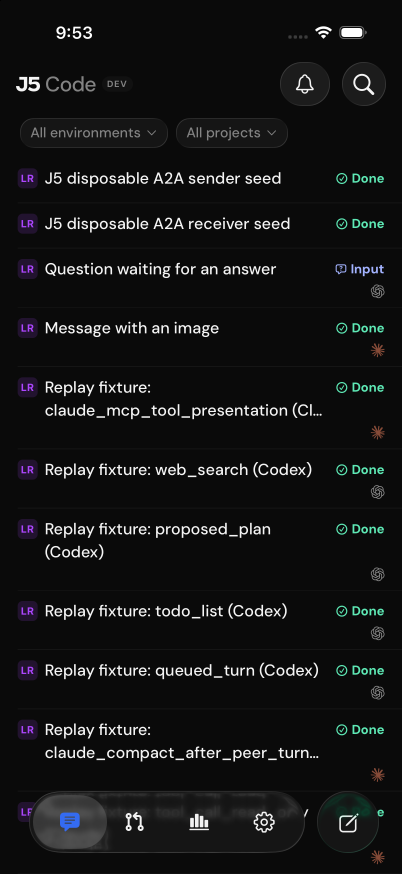 9:53
J5 Code DEV
All environments All projects
LR J5 disposable A2A sender seed Done
LR J5 disposable A2A receiver seed Done
LR Question waiting for an answer Input
LR Message with an image Done
LR Replay fixture: Done
claude_mcp_tool_presentation (Cl...
LR Replay fixture: web_search (Codex) Done
LR Replay fixture: proposed_plan Done
(Codex)
LR Replay fixture: todo_list (Codex) Done
LR Replay fixture: queued_turn (Codex) Done
LR Replay fixture: Done
claude_compact_after_peer_turn...